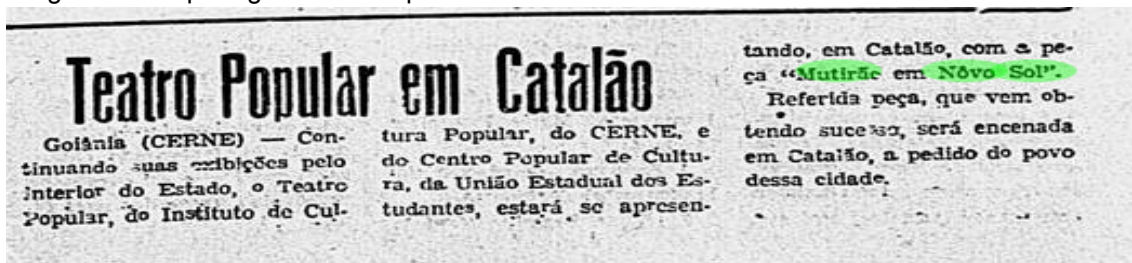 Teatro Popular em Catalão
Goiânia (CERNE) — Con-
tinuando suas exibições pelo
interior do Estado, o Teatro
Popular, do Instituto de Cul-
tura Popular, do CERNE, e
do Centro Popular de Cultu-
ra, da União Estadual dos Es-
tudantes, estará se apresen-
tando, em Catalão, com a pe-
ça “Mutirão em Nôvo Sol”.
Referida peça, que vem ob-
tendo sucesso, será encenada
em Catalão, a pedido do povo
dessa cidade.